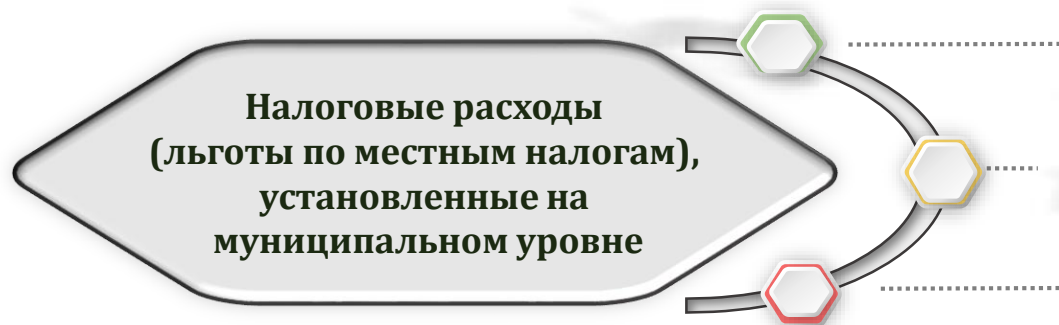 Налоговые расходы
(льготы по местным налогам),
установленные на
муниципальном уровне